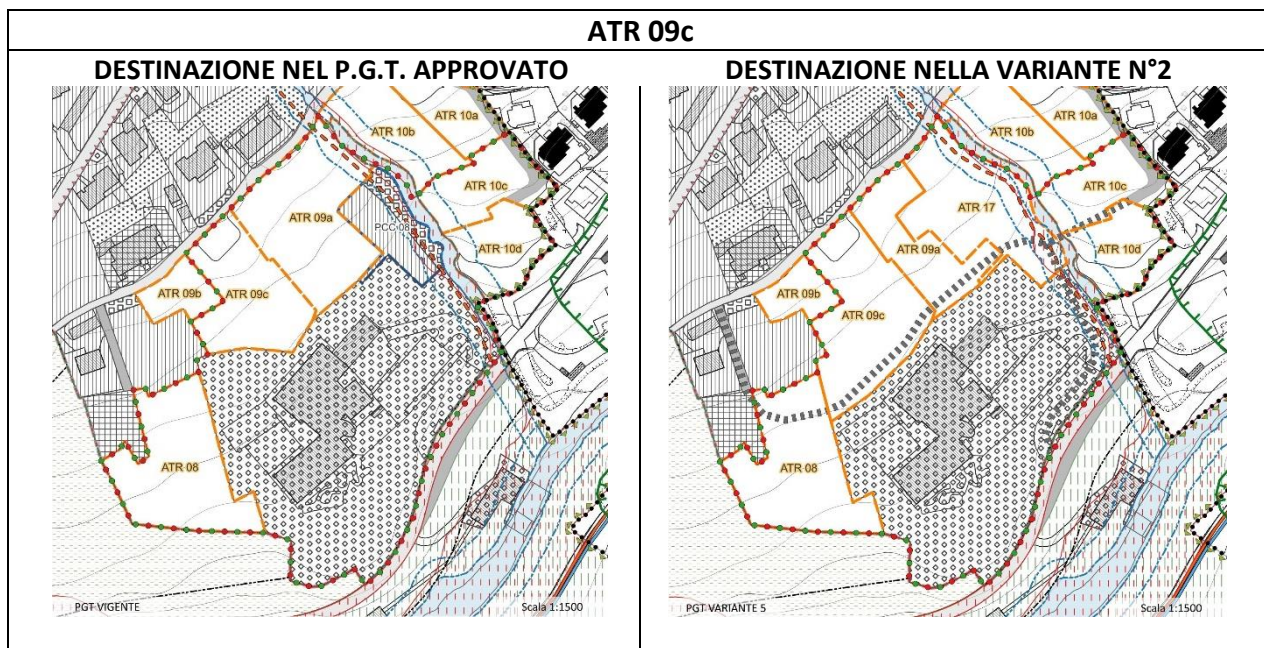 ATR 09c
DESTINAZIONE NEL P.G.T. APPROVATO
ATR 10a
ATR 10b
ATR 10c
ATR 09a
PCC 08
ATR 10d
ATR 09b
ATR 09c
ATR 08
PGT VIGENTE
Scala 1:1500
DESTINAZIONE NELLA VARIANTE N°2
ATR 10a
ATR 10b
ATR 10c
ATR 17
ATR 09a
ATR 10d
ATR 09b
ATR 09c
ATR 08
PGT VARIANTE 5
Scala 1:1500